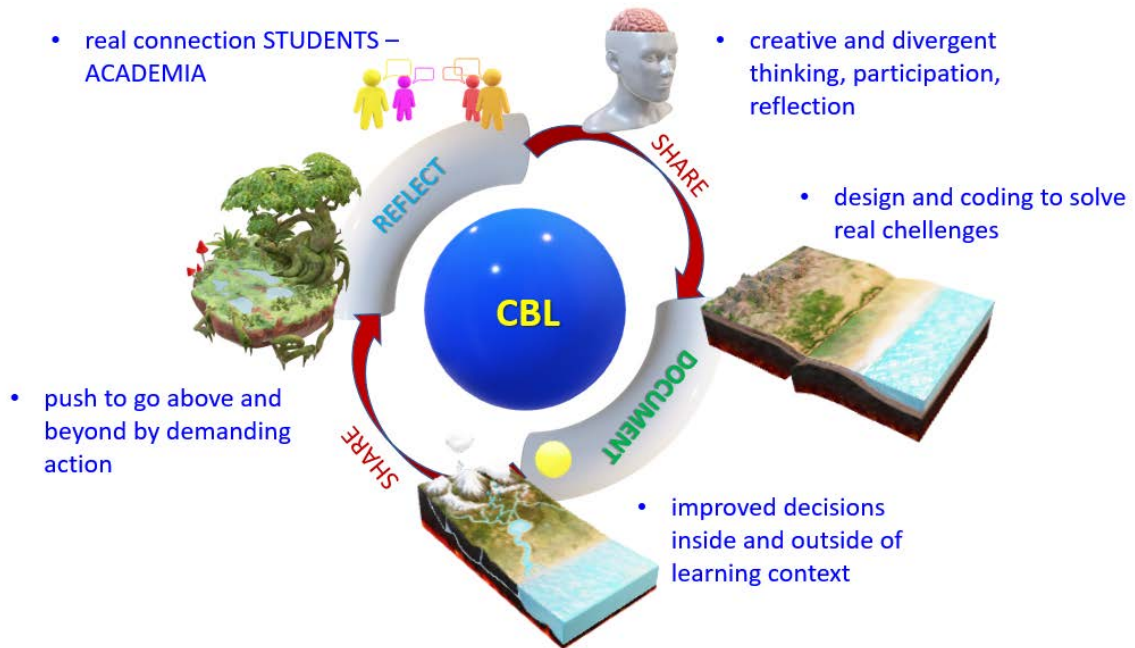 • real connection STUDENTS –
ACADEMIA
• creative and divergent
thinking, participation,
reflection
SHARE
REFLECT
• design and coding to solve
real chellenges
CBL
DOCUMENT
• push to go above and
beyond by demanding
action
SHARE
• improved decisions
inside and outside of
learning context